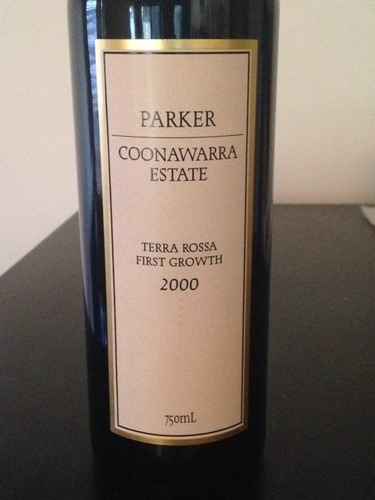 PARKER
COONAWARRA
ESTATE
TERRA ROSSA
FIRST GROWTH
2000
750mL